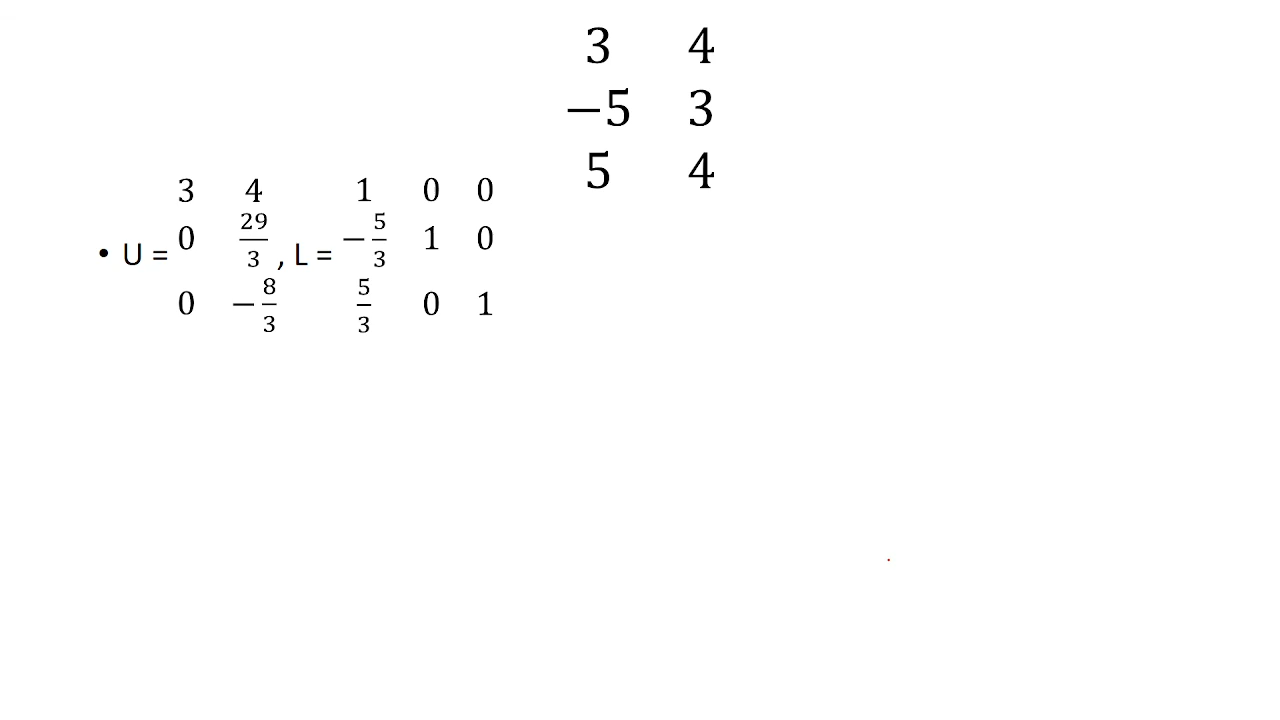 3 4
−5 3
5 4
3 4 1 0 0
• U = 0 29/3 , L = −5/3 1 0
0 −8/3 5/3 0 1